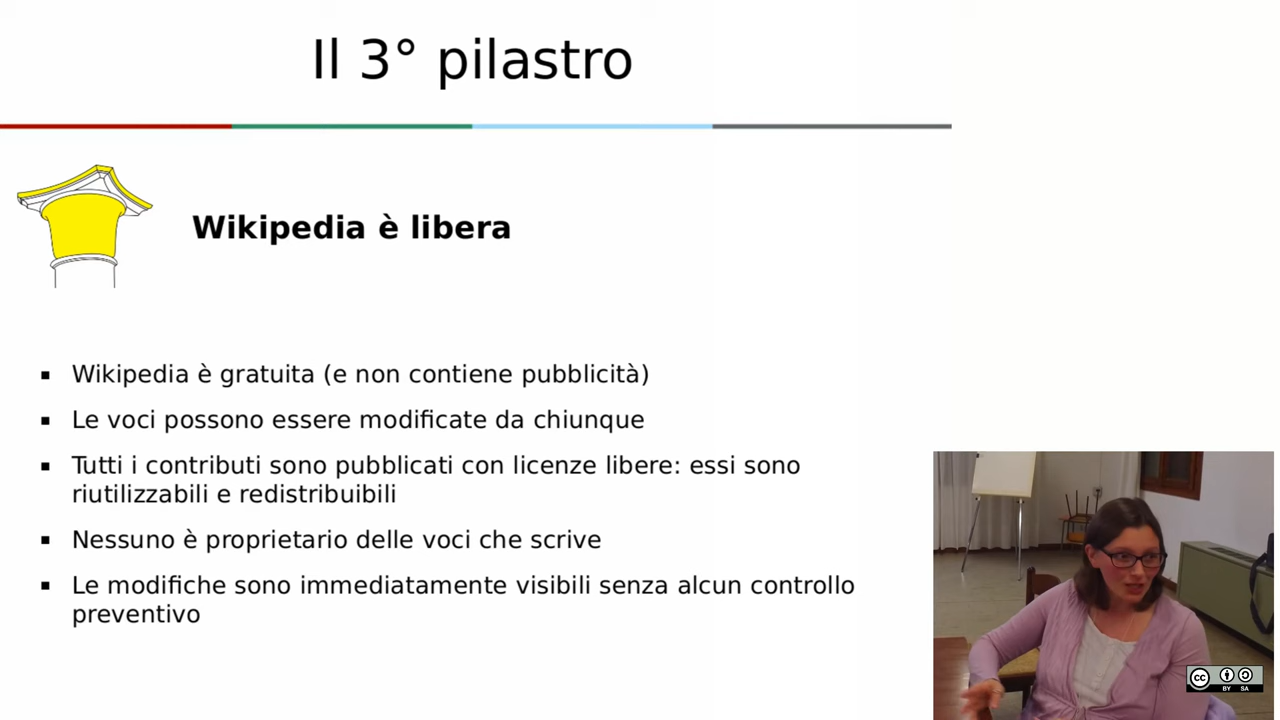 Il 3° pilastro
Wikipedia è libera
▪ Wikipedia è gratuita (e non contiene pubblicità)
▪ Le voci possono essere modificate da chiunque
▪ Tutti i contributi sono pubblicati con licenze libere: essi sono
riutilizzabili e redistribuibili
▪ Nessuno è proprietario delle voci che scrive
▪ Le modifiche sono immediatamente visibili senza alcun controllo
preventivo
cc
BY SA